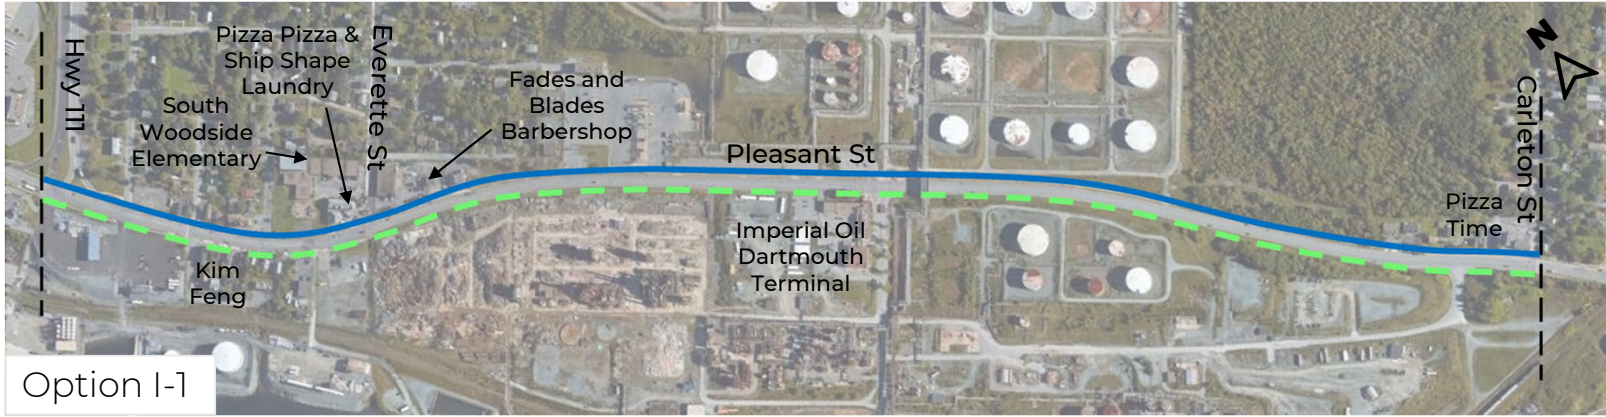 Hwy 111
Pizza Pizza &
Ship Shape
Laundry
Everette St
South
Woodside
Elementary
Fades and
Blades
Barbershop
Pleasant St
Kim
Feng
Imperial Oil
Dartmouth
Terminal
Pizza
Time
Carleton St
N
Option I-1